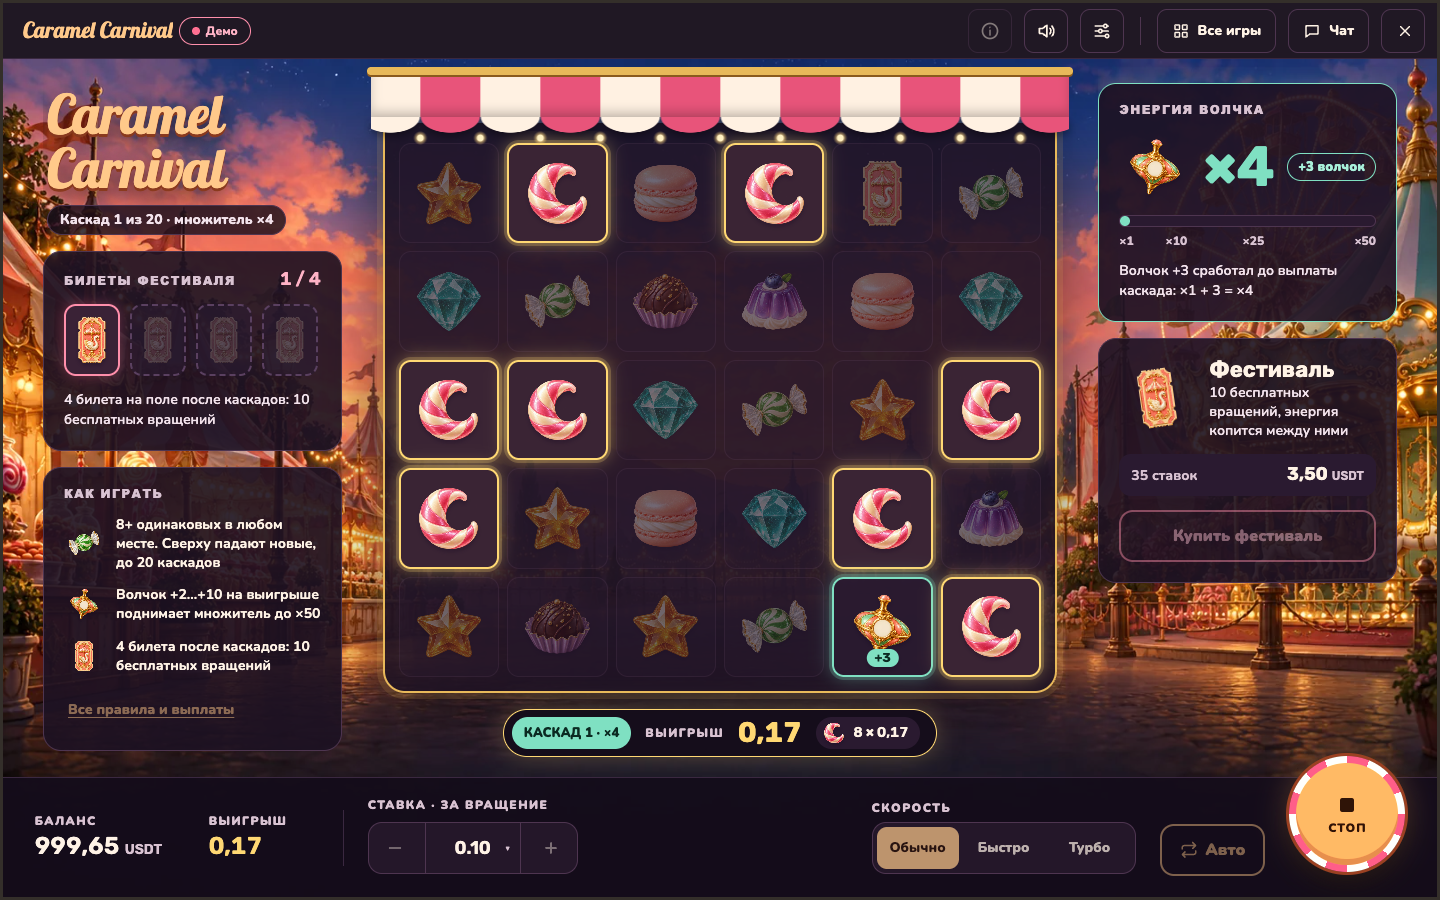 Caramel Carnival
Демо
Все игры
Чат
Caramel
Carnival
Каскад 1 из 20 · множитель ×4
БИЛЕТЫ ФЕСТИВАЛЯ 1 / 4
4 билета на поле после каскадов: 10
бесплатных вращений
КАК ИГРАТЬ
8+ одинаковых в любом
месте. Сверху падают новые,
до 20 каскадов
Волчок +2...+10 на выигрыше
поднимает множитель до ×50
4 билета после каскадов: 10
бесплатных вращений
Все правила и выплаты
+3
КАСКАД 1 · ×4 ВЫИГРЫШ 0,17 8 × 0,17
ЭНЕРГИЯ ВОЛЧКА
×4 +3 волчок
×1 ×10 ×25 ×50
Волчок +3 сработал до выплаты
каскада: ×1 + 3 = ×4
Фестиваль
10 бесплатных
вращений, энергия
копится между ними
35 ставок 3,50 USDT
Купить фестиваль
БАЛАНС
999,65 USDT
ВЫИГРЫШ
0,17
СТАВКА · ЗА ВРАЩЕНИЕ
− 0.10 +
СКОРОСТЬ
Обычно Быстро Турбо
Авто
СТОП